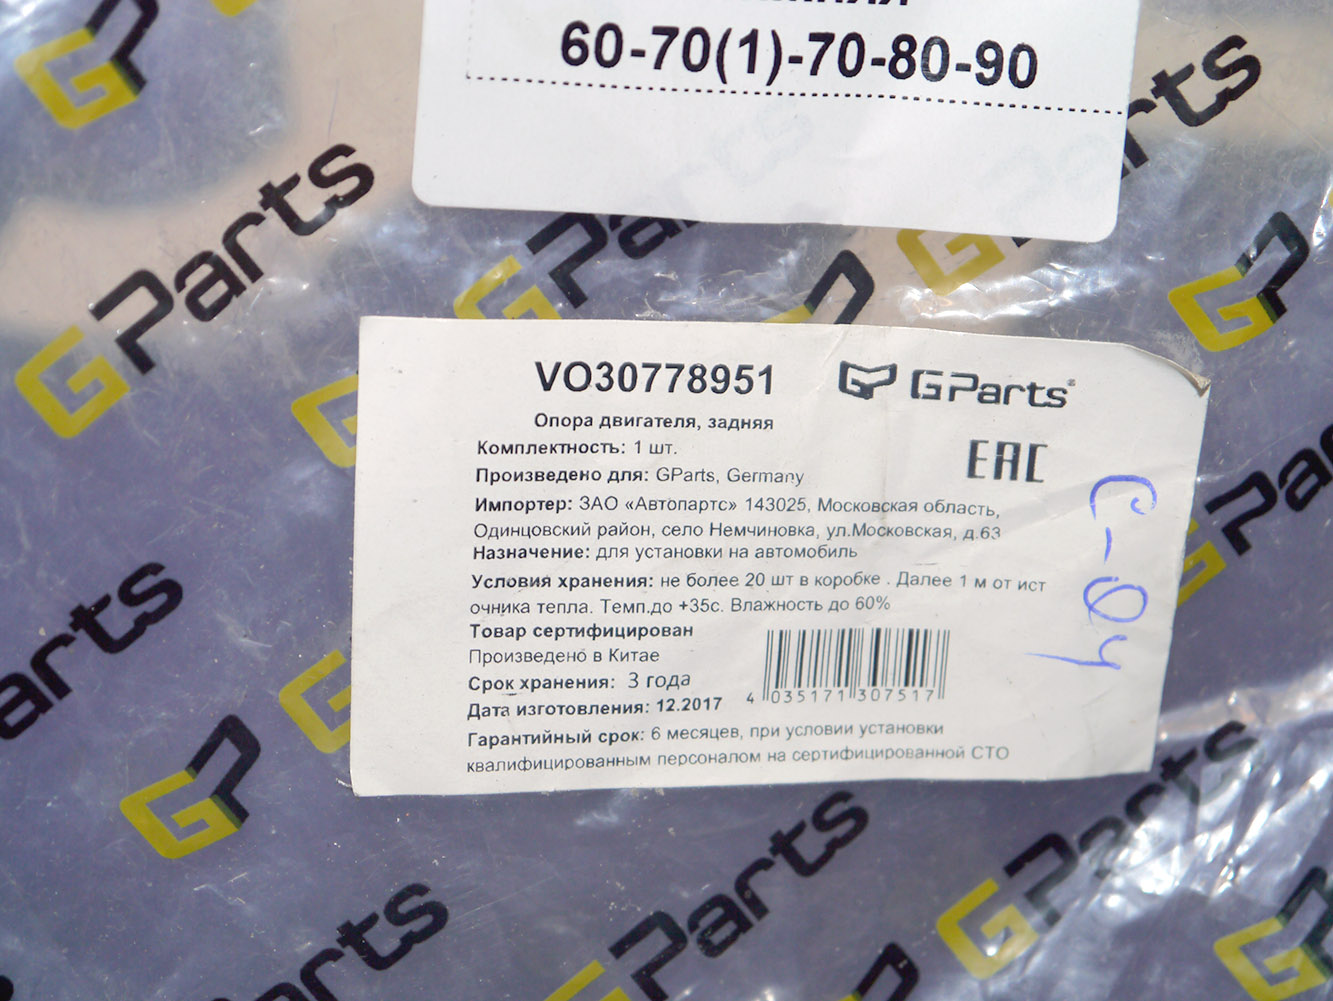 60-70(1)-70-80-90
GParts
GParts
VO30778951
GParts
Опора двигателя, задняя
Комплектность: 1 шт.
EAC
Произведено для: GParts, Germany
Импортер: ЗАО «Автопартс» 143025, Московская область,
Одинцовский район, село Немчиновка, ул.Московская, д.63
Назначение: для установки на автомобиль
Условия хранения: не более 20 шт в коробке . Далее 1 м от ист
очника тепла. Темп.до +35с. Влажность до 60%
Товар сертифицирован
Произведено в Китае
Срок хранения: 3 года
4 035171 307517
Дата изготовления: 12.2017
Гарантийный срок: 6 месяцев, при условии установки
квалифицированным персоналом на сертифицированной СТО
C-04
GParts
GParts